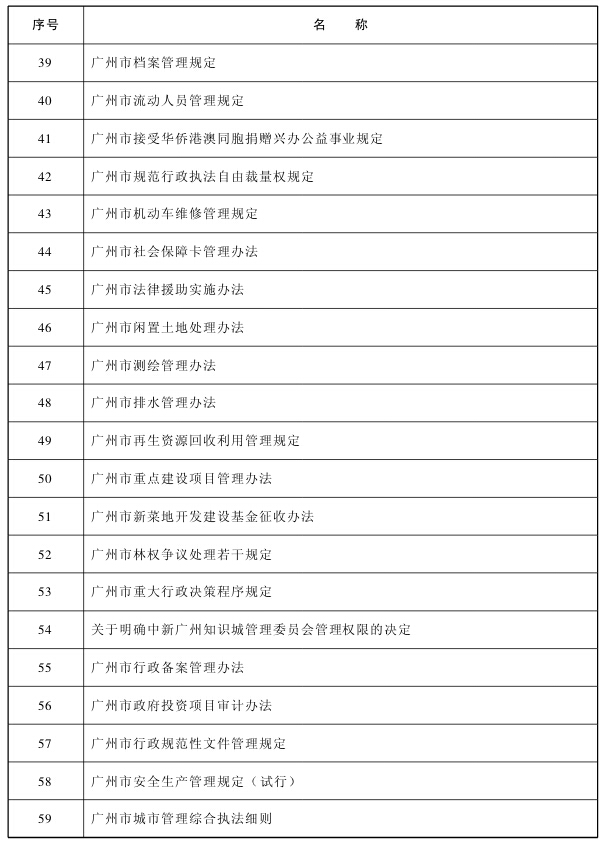 序号 名 称
39 广州市档案管理规定
40 广州市流动人员管理规定
41 广州市接受华侨港澳同胞捐赠兴办公益事业规定
42 广州市规范行政执法自由裁量权规定
43 广州市机动车维修管理规定
44 广州市社会保障卡管理办法
45 广州市法律援助实施办法
46 广州市闲置土地处理办法
47 广州市测绘管理办法
48 广州市排水管理办法
49 广州市再生资源回收利用管理规定
50 广州市重点建设项目管理办法
51 广州市新菜地开发建设基金征收办法
52 广州市林权争议处理若干规定
53 广州市重大行政决策程序规定
54 关于明确中新广州知识城管理委员会管理权限的决定
55 广州市行政备案管理办法
56 广州市政府投资项目审计办法
57 广州市行政规范性文件管理规定
58 广州市安全生产管理规定（试行）
59 广州市城市管理综合执法细则